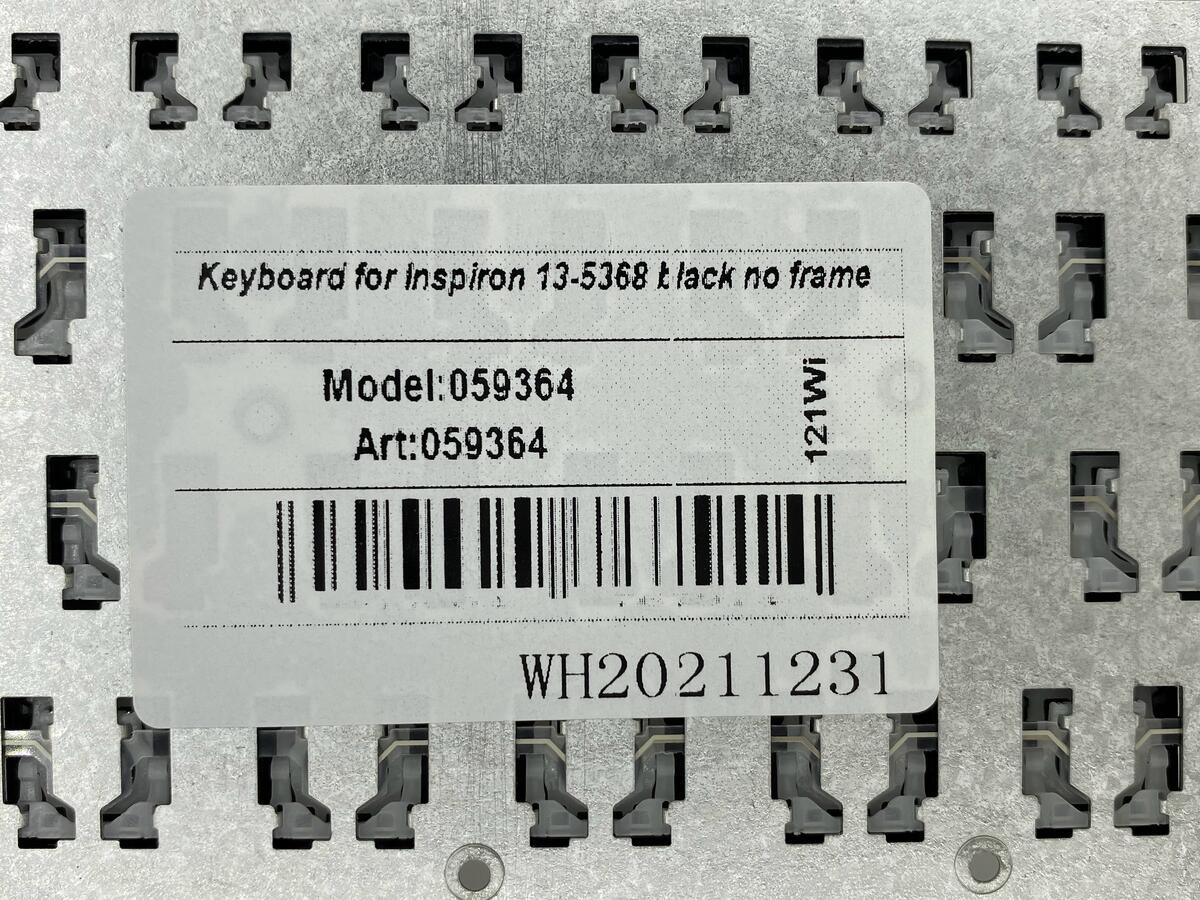 Keyboard for Inspiron 13-5368 black no frame
Model:059364
Art:059364
121Wi
WH20211231